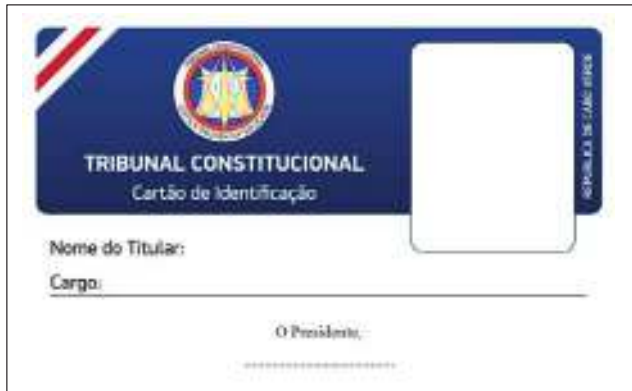 TRIBUNAL CONSTITUCIONAL
Cartão de Identificação
REPÚBLICA DE CABO VERDE
Nome do Titular:
Cargo:
O Presidente,